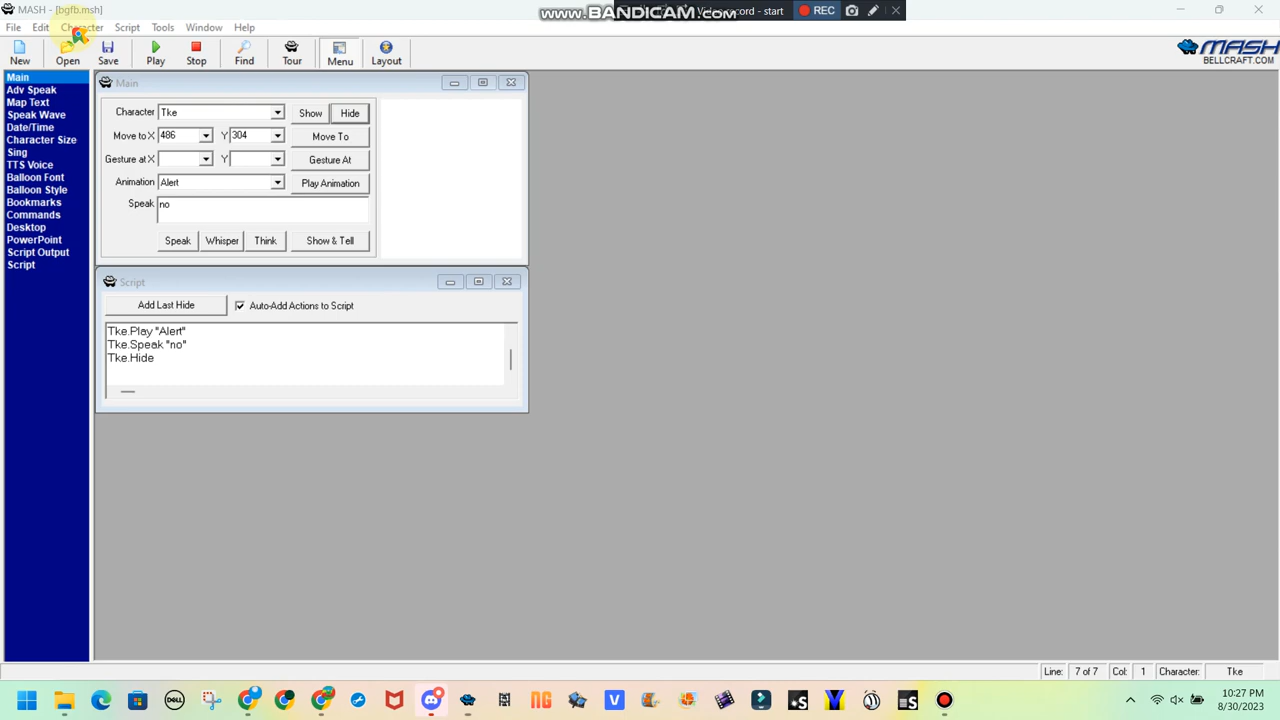 MASH - [bgfb.msh]
www.BANDICAM.com
record - start
REC
File Edit Character Script Tools Window Help
New Open Save Play Stop Find Tour Menu Layout
MASH
BELLCRAFT.COM
Main
Adv Speak
Map Text
Speak Wave
Date/Time
Character Size
Sing
TTS Voice
Balloon Font
Balloon Style
Bookmarks
Commands
Desktop
PowerPoint
Script Output
Script
Main
Character Tke Show Hide
Move to X 486 Y 304 Move To
Gesture at X Y Gesture At
Animation Alert Play Animation
Speak no
Speak Whisper Think Show & Tell
Script
Add Last Hide Auto-Add Actions to Script
Tke.Play "Alert"
Tke.Speak "no"
Tke.Hide
Line: 7 of 7 Col: 1 Character: Tke
DELL
NG
V
S
10:27 PM
8/30/2023